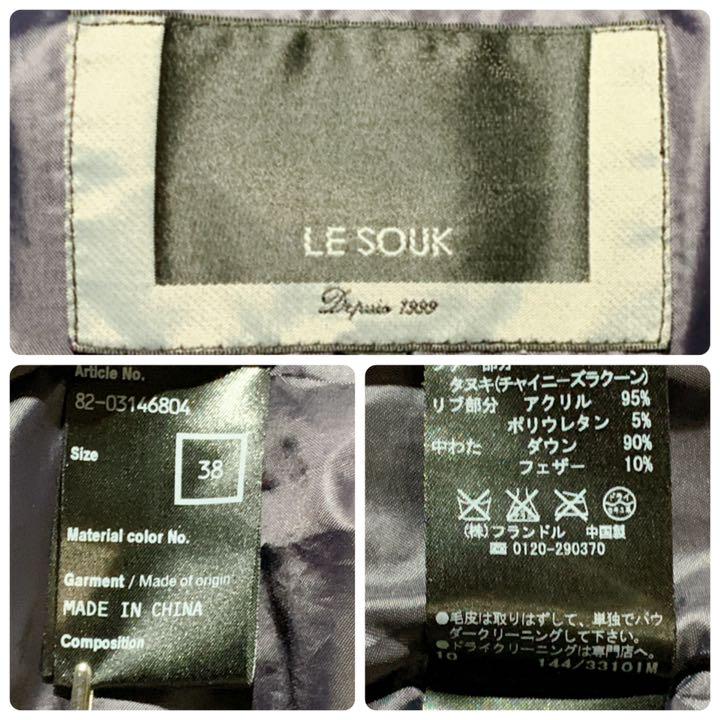 LE SOUK
Depuis 1999
Article No.
82-03146804
Size
38
Material color No.
Garment / Made of origin
MADE IN CHINA
Composition
タヌキ(チャイニーズラクーン)
リブ部分 アクリル 95%
ポリウレタン 5%
中わた ダウン 90%
フェザー 10%
ドライ
(株)フランドル 中国製
☎ 0120-290370
●毛皮は取りはずして、単独でパウ
ダークリーニングして下さい。
●ドライクリーニングは専門店へ。
10 144/3310IM